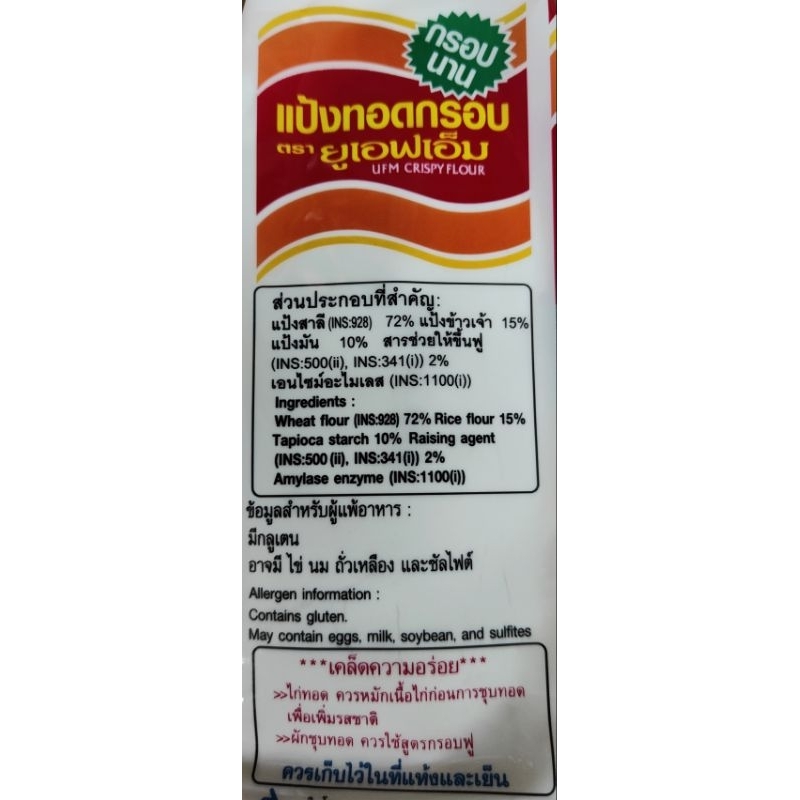 กรอบ
นาน
แป้งทอดกรอบ
ตรา ยูเอฟเอ็ม
UFM CRISPY FLOUR
ส่วนประกอบที่สำคัญ:
แป้งสาลี (INS:928) 72% แป้งข้าวเจ้า 15%
แป้งมัน 10% สารช่วยให้ขึ้นฟู
(INS:500(ii), INS:341(i)) 2%
เอนไซม์อะไมเลส (INS:1100(i))
Ingredients :
Wheat flour (INS:928) 72% Rice flour 15%
Tapioca starch 10% Raising agent
(INS:500 (ii), INS:341(i)) 2%
Amylase enzyme (INS:1100(i))
ข้อมูลสำหรับผู้แพ้อาหาร :
มีกลูเตน
อาจมี ไข่ นม ถั่วเหลือง และซัลไฟต์
Allergen information :
Contains gluten.
May contain eggs, milk, soybean, and sulfites
***เคล็ดความอร่อย***
>>ไก่ทอด ควรหมักเนื้อไก่ก่อนการชุบทอด
เพื่อเพิ่มรสชาติ
>>ผักชุบทอด ควรใช้สูตรกรอบฟู
ควรเก็บไว้ในที่แห้งและเย็น